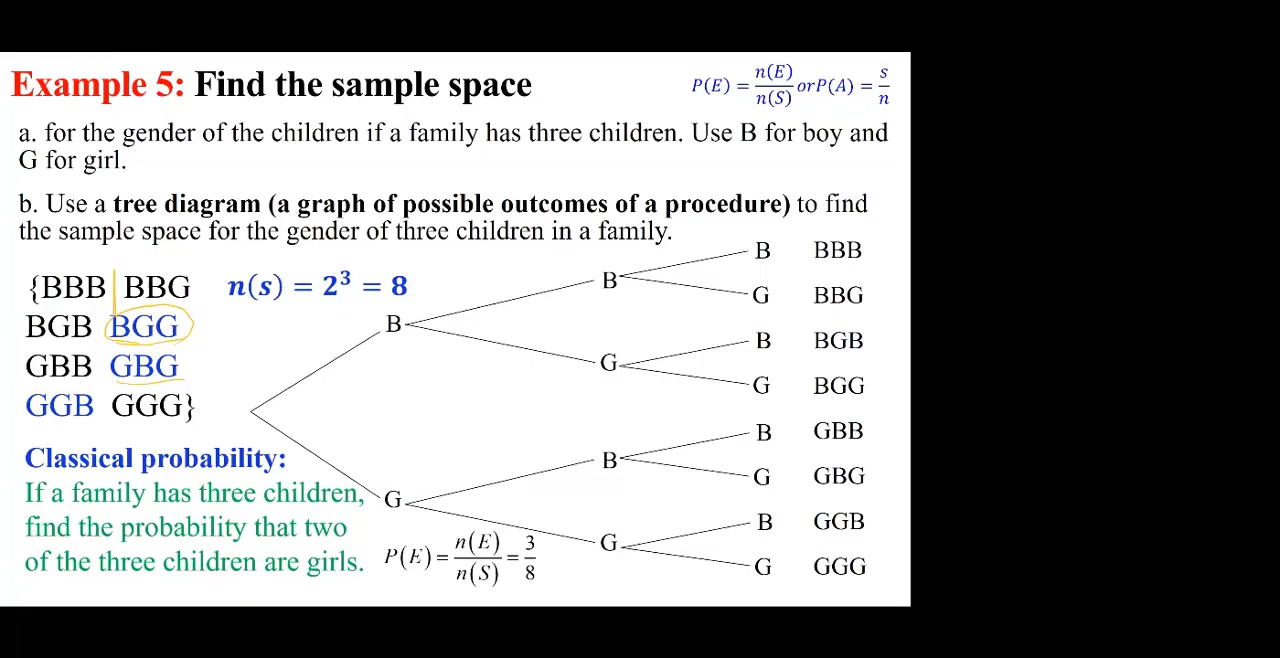 Example 5: Find the sample space
P(E) = n(E)/n(S) orP(A) = s/n
a. for the gender of the children if a family has three children. Use B for boy and
G for girl.
b. Use a tree diagram (a graph of possible outcomes of a procedure) to find
the sample space for the gender of three children in a family.
{BBB BBG
n(s) = 2³ = 8
BGB BGG
GBB GBG
GGB GGG}
B
G
B
G
B
G
B
G
B
G
B
G
B
G
BBB
BBG
BGB
BGG
GBB
GBG
GGB
GGG
Classical probability:
If a family has three children,
find the probability that two
of the three children are girls.
P(E) = n(E)/n(S) = 3/8